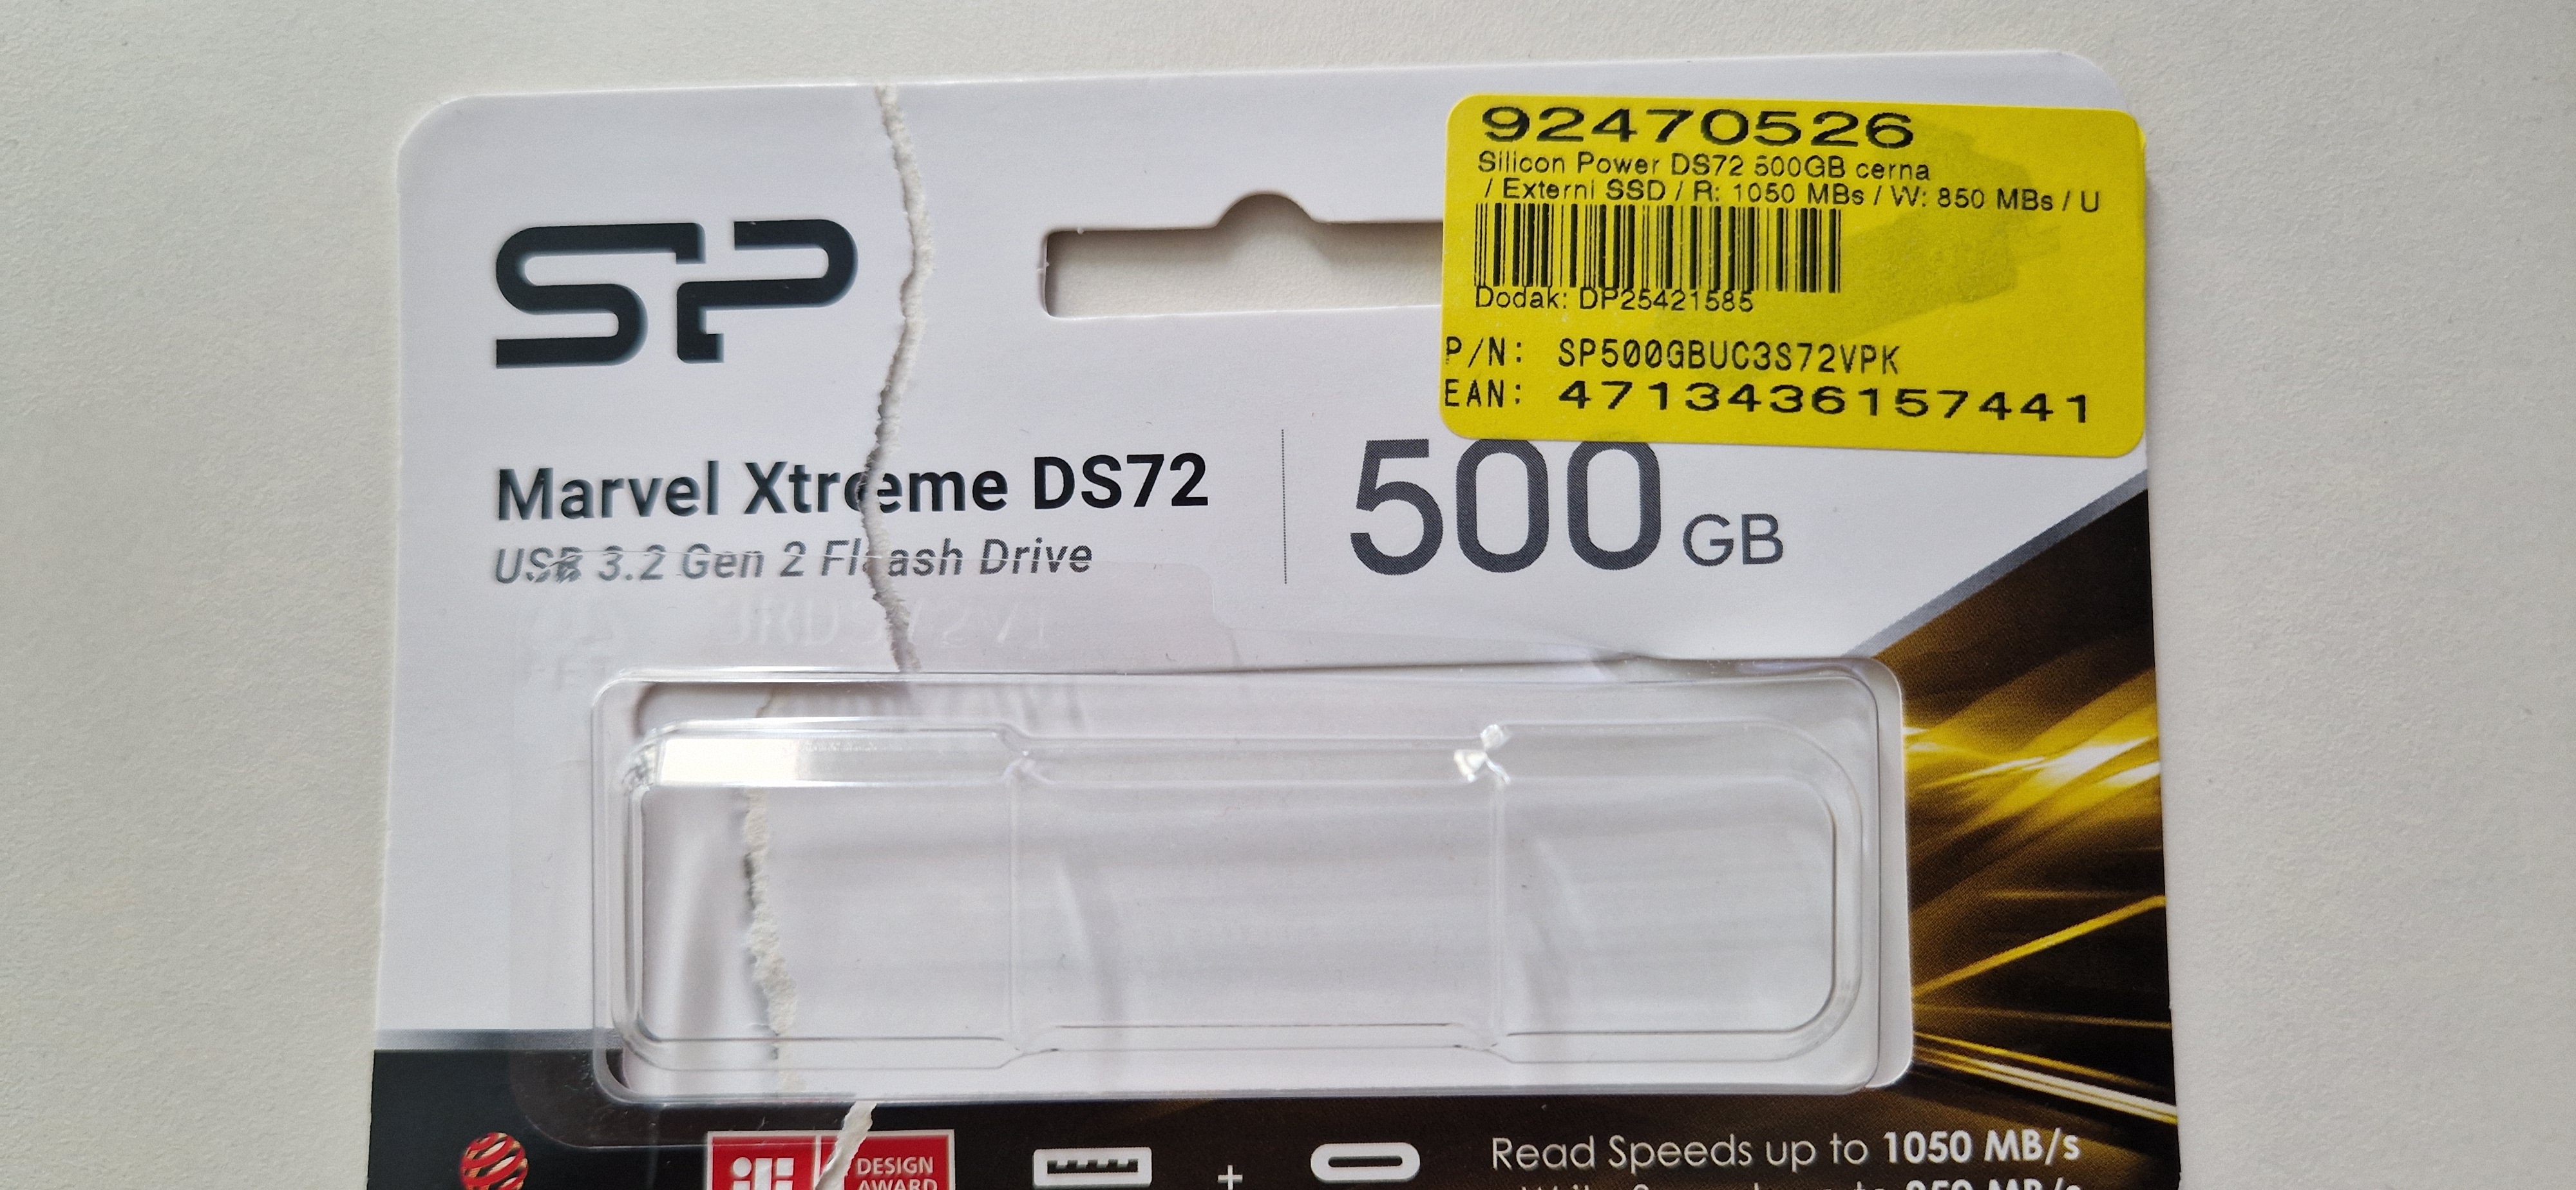 SP
92470526
Silicon Power DS72 500GB cerna
/ Externi SSD / R: 1050 MBs / W: 850 MBs / U
Dodak: DP25421585
P/N: SP500GBUC3S72VPK
EAN: 4713436157441
Marvel Xtreme DS72
USB 3.2 Gen 2 Flash Drive
500 GB
DESIGN
AWARD
+
Read Speeds up to 1050 MB/s